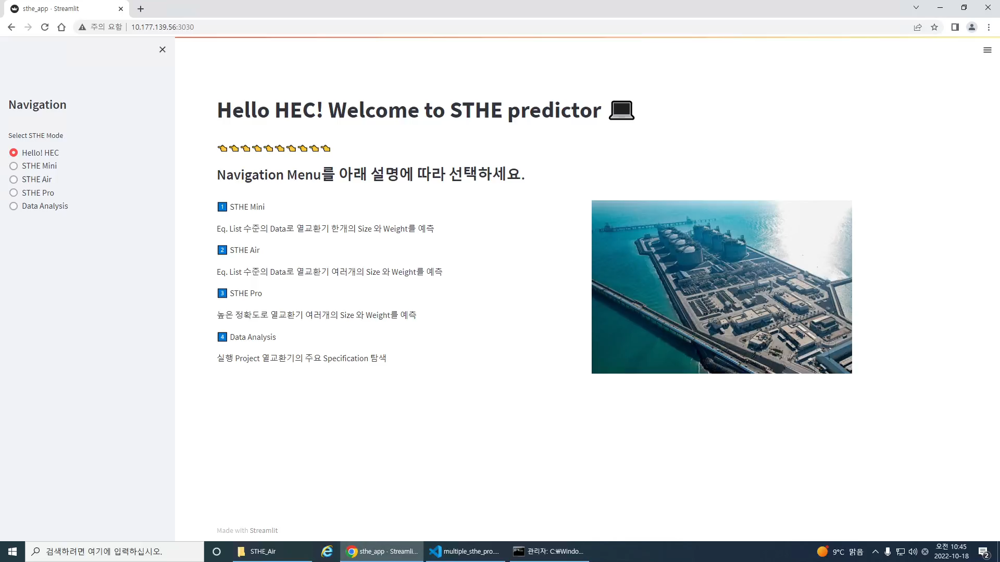 sthe_app · Streamlit
주의 요함
10.177.139.56:3030
Navigation
Select STHE Mode
Hello! HEC
STHE Mini
STHE Air
STHE Pro
Data Analysis
Hello HEC! Welcome to STHE predictor
Navigation Menu를 아래 설명에 따라 선택하세요.
1 STHE Mini
Eq. List 수준의 Data로 열교환기 한개의 Size 와 Weight를 예측
2 STHE Air
Eq. List 수준의 Data로 열교환기 여러개의 Size 와 Weight를 예측
3 STHE Pro
높은 정확도로 열교환기 여러개의 Size 와 Weight를 예측
4 Data Analysis
실행 Project 열교환기의 주요 Specification 탐색
Made with Streamlit
검색하려면 여기에 입력하십시오.
STHE_Air
sthe_app · Streamli...
multiple_sthe_pro....
관리자: C:₩Windo...
9°C 맑음
오전 10:45
2022-10-18
2